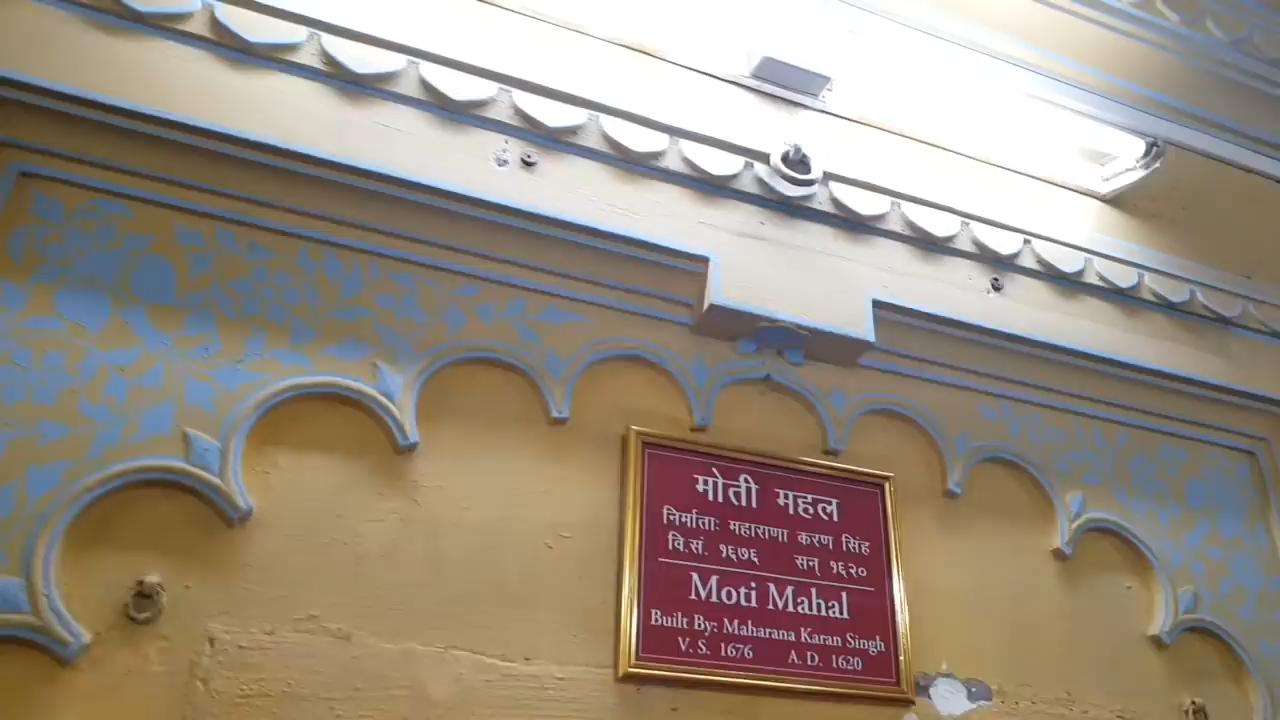 मोती महल
निर्माताः महाराणा करण सिंह
वि.सं. १६७६ सन् १६२०
Moti Mahal
Built By: Maharana Karan Singh
V. S. 1676 A. D. 1620